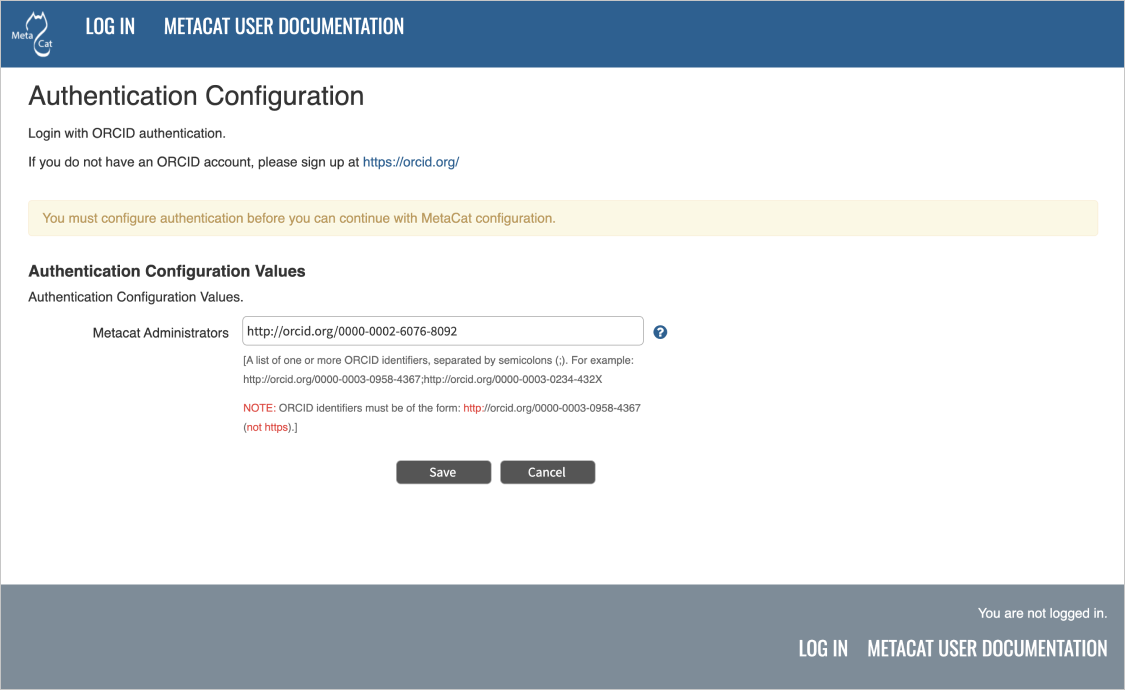 Meta
Cat
LOG IN
METACAT USER DOCUMENTATION
Authentication Configuration
Login with ORCID authentication.
If you do not have an ORCID account, please sign up at https://orcid.org/
You must configure authentication before you can continue with MetaCat configuration.
Authentication Configuration Values
Authentication Configuration Values.
Metacat Administrators
http://orcid.org/0000-0002-6076-8092
?
[A list of one or more ORCID identifiers, separated by semicolons (;). For example:
http://orcid.org/0000-0003-0958-4367;http://orcid.org/0000-0003-0234-432X
NOTE: ORCID identifiers must be of the form: http://orcid.org/0000-0003-0958-4367
(not https).]
Save
Cancel
You are not logged in.
LOG IN
METACAT USER DOCUMENTATION